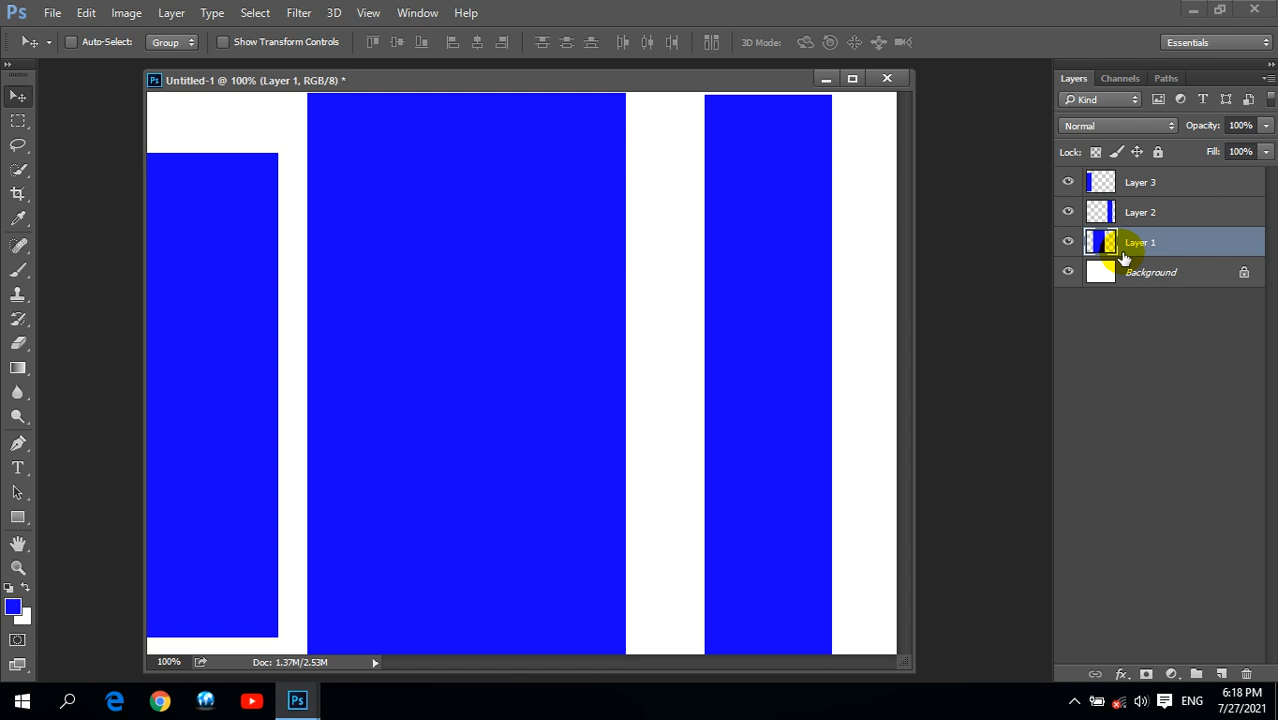 Ps File Edit Image Layer Type Select Filter 3D View Window Help
Auto-Select: Group Show Transform Controls 3D Mode: Essentials
Ps Untitled-1 @ 100% (Layer 1, RGB/8) *
Layers Channels Paths
Kind
Normal Opacity: 100%
Lock: Fill: 100%
Layer 3
Layer 2
Layer 1
Background
100% Doc: 1.37M/2.53M
Ps ENG 6:18 PM
7/27/2021